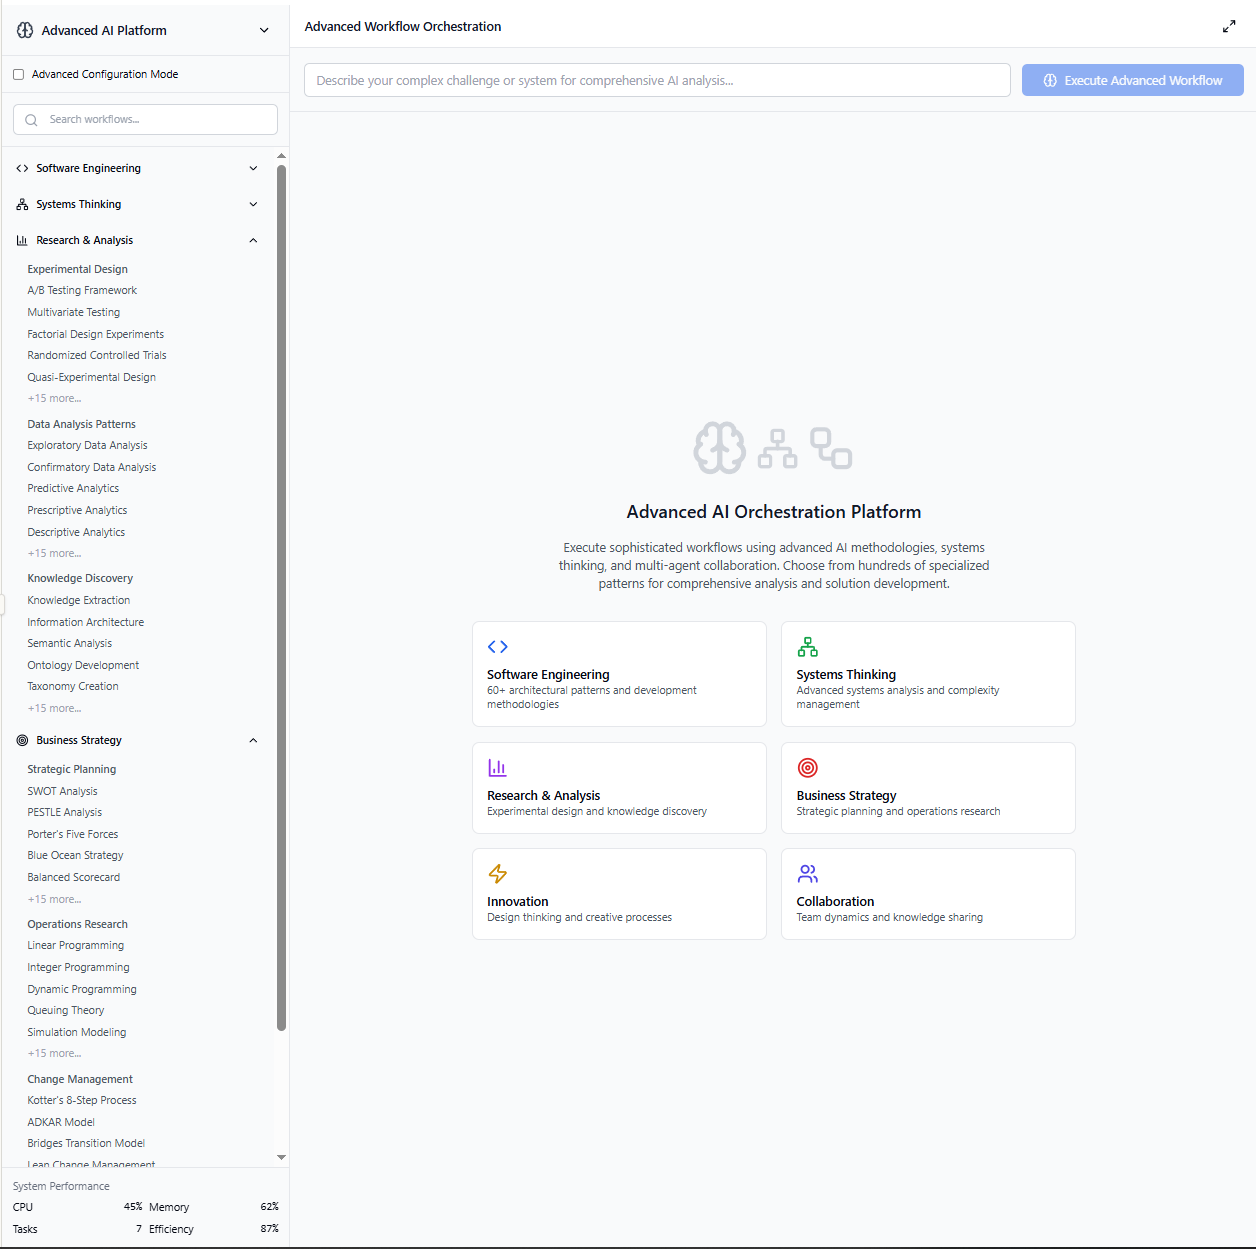 Advanced AI Platform
Advanced Configuration Mode
Search workflows...
Software Engineering
Systems Thinking
Research & Analysis
Experimental Design
A/B Testing Framework
Multivariate Testing
Factorial Design Experiments
Randomized Controlled Trials
Quasi-Experimental Design
+15 more...
Data Analysis Patterns
Exploratory Data Analysis
Confirmatory Data Analysis
Predictive Analytics
Prescriptive Analytics
Descriptive Analytics
+15 more...
Knowledge Discovery
Knowledge Extraction
Information Architecture
Semantic Analysis
Ontology Development
Taxonomy Creation
+15 more...
Business Strategy
Strategic Planning
SWOT Analysis
PESTLE Analysis
Porter's Five Forces
Blue Ocean Strategy
Balanced Scorecard
+15 more...
Operations Research
Linear Programming
Integer Programming
Dynamic Programming
Queuing Theory
Simulation Modeling
+15 more...
Change Management
Kotter's 8-Step Process
ADKAR Model
Bridges Transition Model
Lean Change Management
System Performance
CPU 45% Memory 62%
Tasks 7 Efficiency 87%
Advanced Workflow Orchestration
Describe your complex challenge or system for comprehensive AI analysis...
Execute Advanced Workflow
Advanced AI Orchestration Platform
Execute sophisticated workflows using advanced AI methodologies, systems
thinking, and multi-agent collaboration. Choose from hundreds of specialized
patterns for comprehensive analysis and solution development.
Software Engineering
60+ architectural patterns and development
methodologies
Systems Thinking
Advanced systems analysis and complexity
management
Research & Analysis
Experimental design and knowledge discovery
Business Strategy
Strategic planning and operations research
Innovation
Design thinking and creative processes
Collaboration
Team dynamics and knowledge sharing